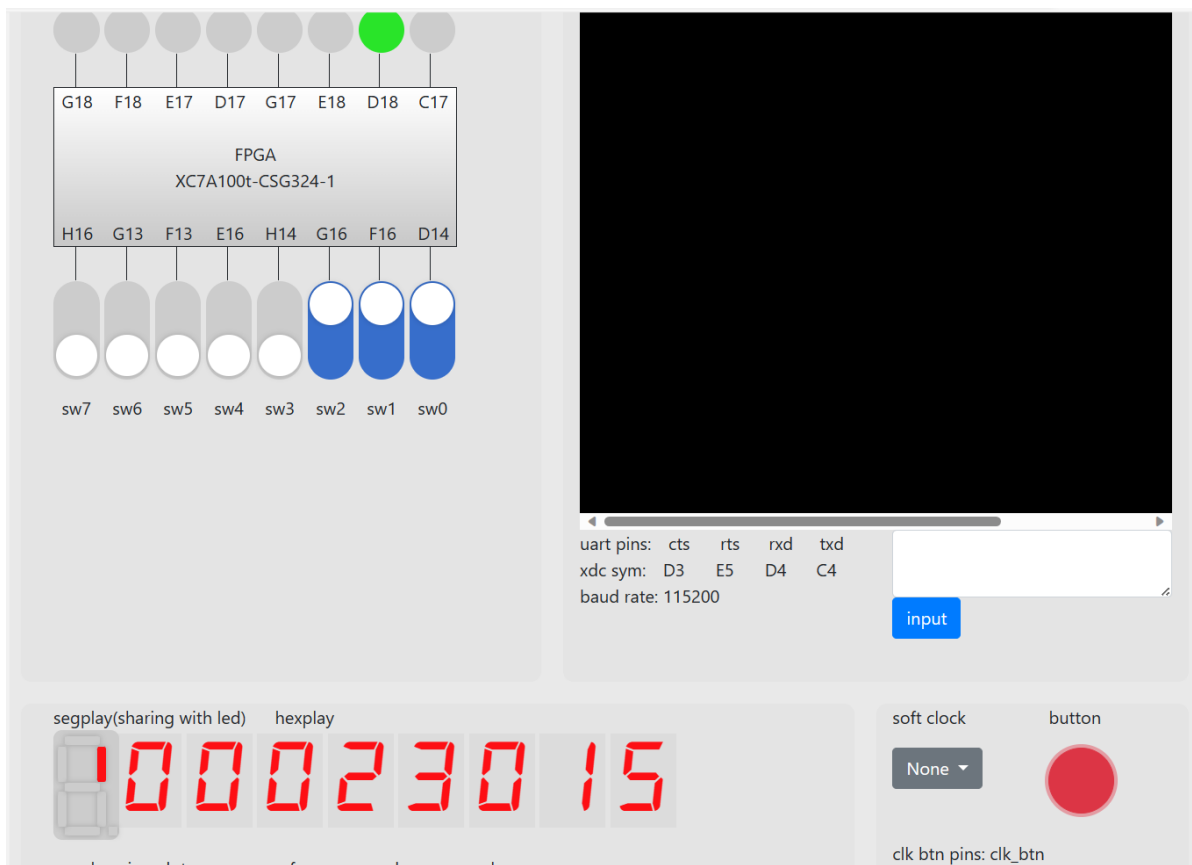 G18 F18 E17 D17 G17 E18 D18 C17
FPGA
XC7A100t-CSG324-1
H16 G13 F13 E16 H14 G16 F16 D14
sw7 sw6 sw5 sw4 sw3 sw2 sw1 sw0
uart pins: cts rts rxd txd
xdc sym: D3 E5 D4 C4
baud rate: 115200
input
segplay(sharing with led) hexplay
00023015
soft clock button
None
clk btn pins: clk_btn